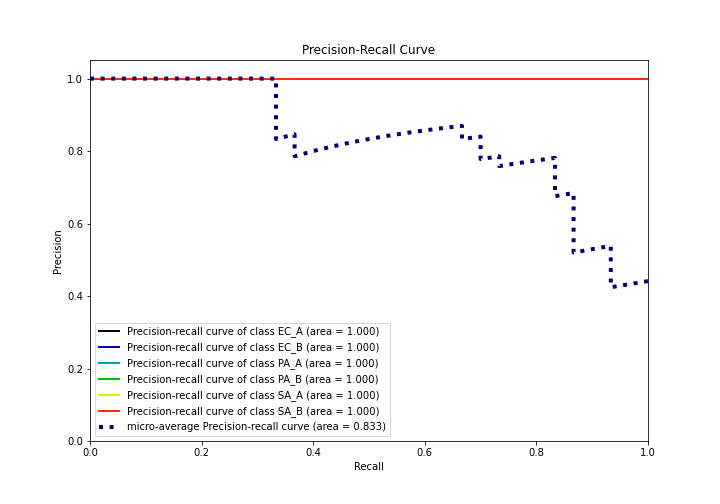 Precision-Recall Curve
Precision
1.0
0.8
0.6
0.4
0.2
0.0
Precision-recall curve of class EC_A (area = 1.000)
Precision-recall curve of class EC_B (area = 1.000)
Precision-recall curve of class PA_A (area = 1.000)
Precision-recall curve of class PA_B (area = 1.000)
Precision-recall curve of class SA_A (area = 1.000)
Precision-recall curve of class SA_B (area = 1.000)
micro-average Precision-recall curve (area = 0.833)
0.0 0.2 0.4 0.6 0.8 1.0
Recall